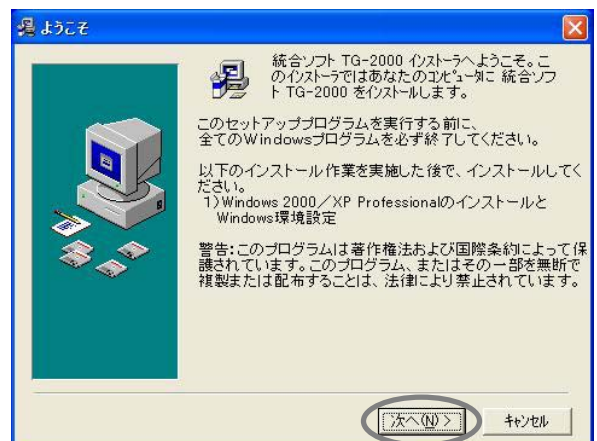 ようこそ
統合ソフト TG-2000 インストーラへようこそ。こ
のインストーラではあなたのコンピュータに 統合ソフ
ト TG-2000 をインストールします。
このセットアッププログラムを実行する前に、
全てのWindowsプログラムを必ず終了してください。
以下のインストール作業を実施した後で、インストールしてく
ださい。
1)Windows 2000/XP Professionalのインストールと
Windows環境設定
警告:このプログラムは著作権法および国際条約によって保
護されています。このプログラム、またはその一部を無断で
複製または配布することは、法律により禁止されています。
次へ(N) >
キャンセル